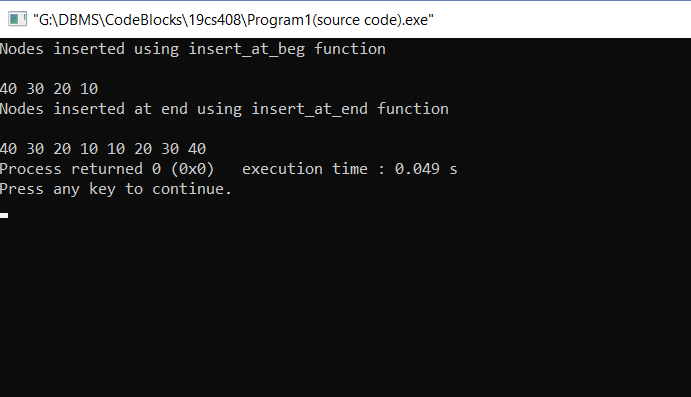 "G:\DBMS\CodeBlocks\19cs408\Program1(source code).exe"
Nodes inserted using insert_at_beg function
40 30 20 10
Nodes inserted at end using insert_at_end function
40 30 20 10 10 20 30 40
Process returned 0 (0x0)   execution time : 0.049 s
Press any key to continue.